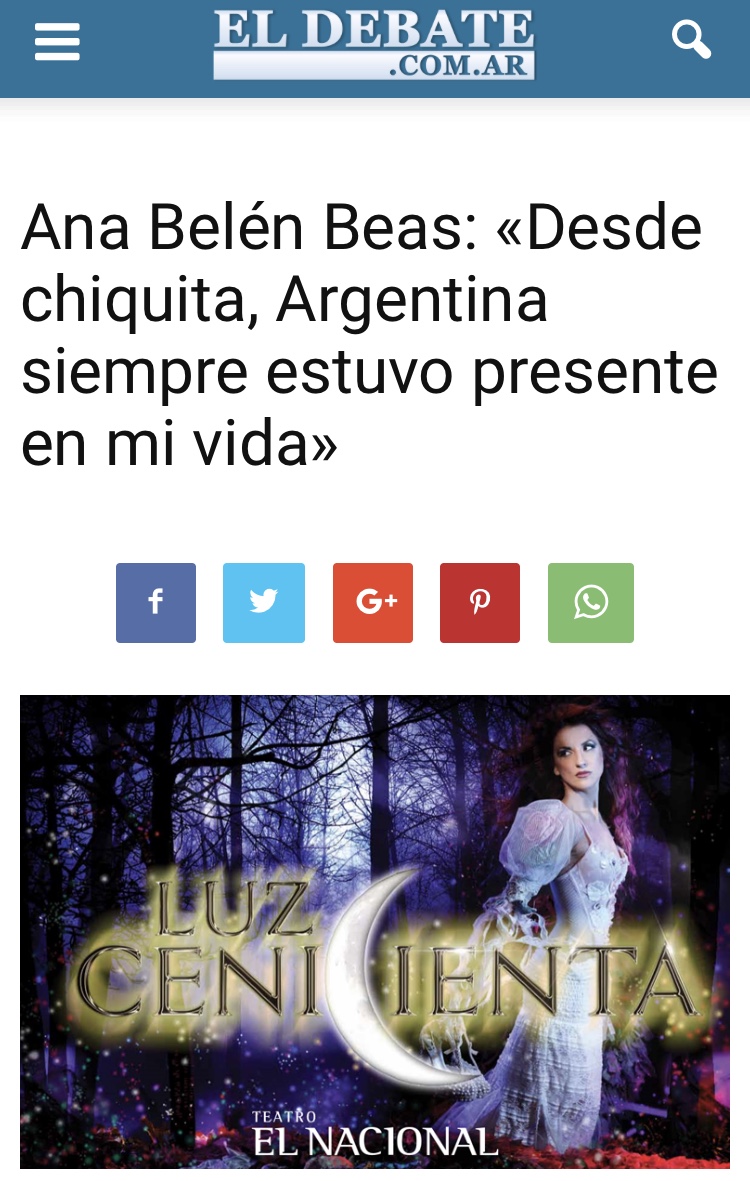 EL DEBATE
.COM.AR
Ana Belén Beas: «Desde
chiquita, Argentina
siempre estuvo presente
en mi vida»
f
G+
LUZ
CENICIENTA
TEATRO
EL NACIONAL